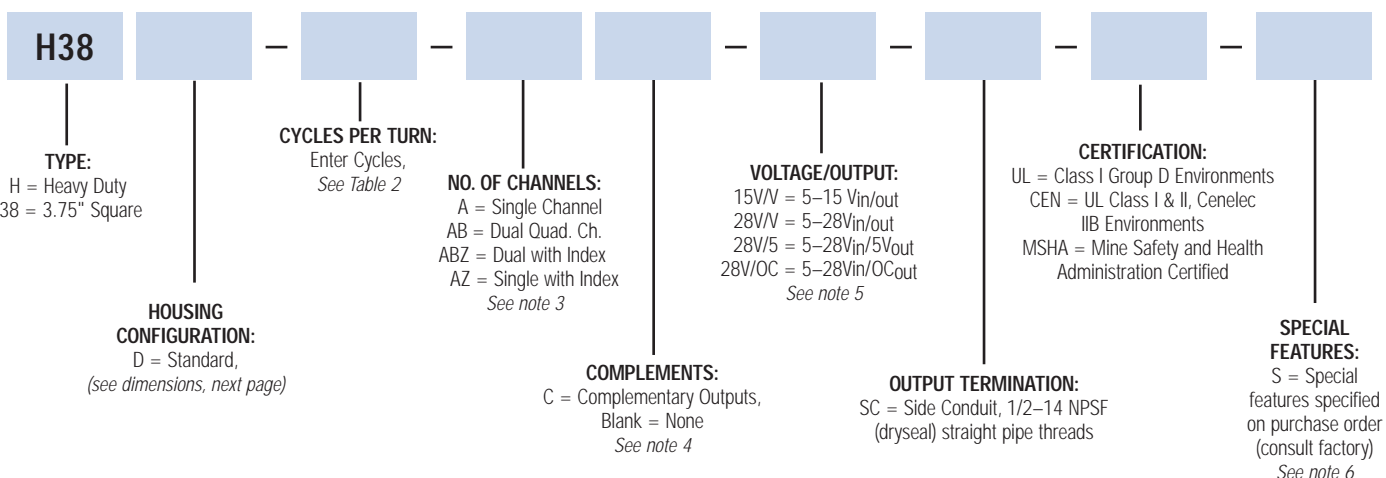 H38 – – – – – –
TYPE:
H = Heavy Duty
38 = 3.75" Square
HOUSING
CONFIGURATION:
D = Standard,
(see dimensions, next page)
CYCLES PER TURN:
Enter Cycles,
See Table 2
NO. OF CHANNELS:
A = Single Channel
AB = Dual Quad. Ch.
ABZ = Dual with Index
AZ = Single with Index
See note 3
COMPLEMENTS:
C = Complementary Outputs,
Blank = None
See note 4
VOLTAGE/OUTPUT:
15V/V = 5–15 Vin/out
28V/V = 5–28Vin/out
28V/5 = 5–28Vin/5Vout
28V/OC = 5–28Vin/OCout
See note 5
OUTPUT TERMINATION:
SC = Side Conduit, 1/2–14 NPSF
(dryseal) straight pipe threads
CERTIFICATION:
UL = Class I Group D Environments
CEN = UL Class I & II, Cenelec
IIB Environments
MSHA = Mine Safety and Health
Administration Certified
SPECIAL
FEATURES:
S = Special
features specified
on purchase order
(consult factory)
See note 6